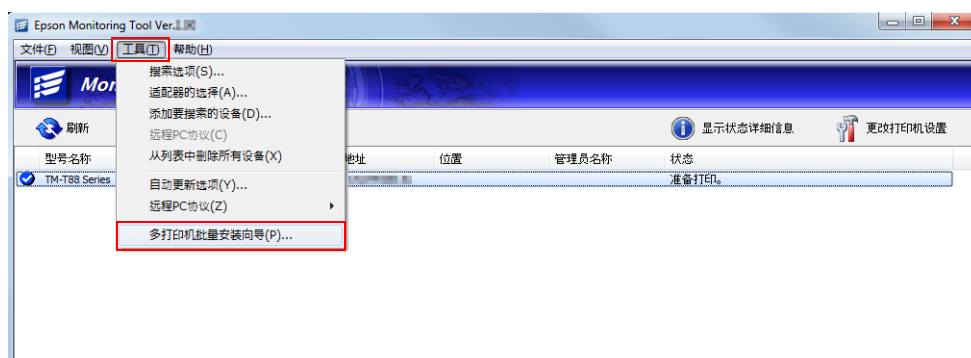 Epson Monitoring Tool Ver.
文件(F) 视图(V) 工具(T) 帮助(H)
Mon
搜索选项(S)...
适配器的选择(A)...
添加要搜索的设备(D)...
远程PC协议(C)
从列表中删除所有设备(X)
自动更新选项(Y)...
远程PC协议(Z)
多打印机批量安装向导(P)...
刷新 显示状态详细信息 更改打印机设置
型号名称 地址 位置 管理员名称 状态
TM-T88 Series 准备打印。